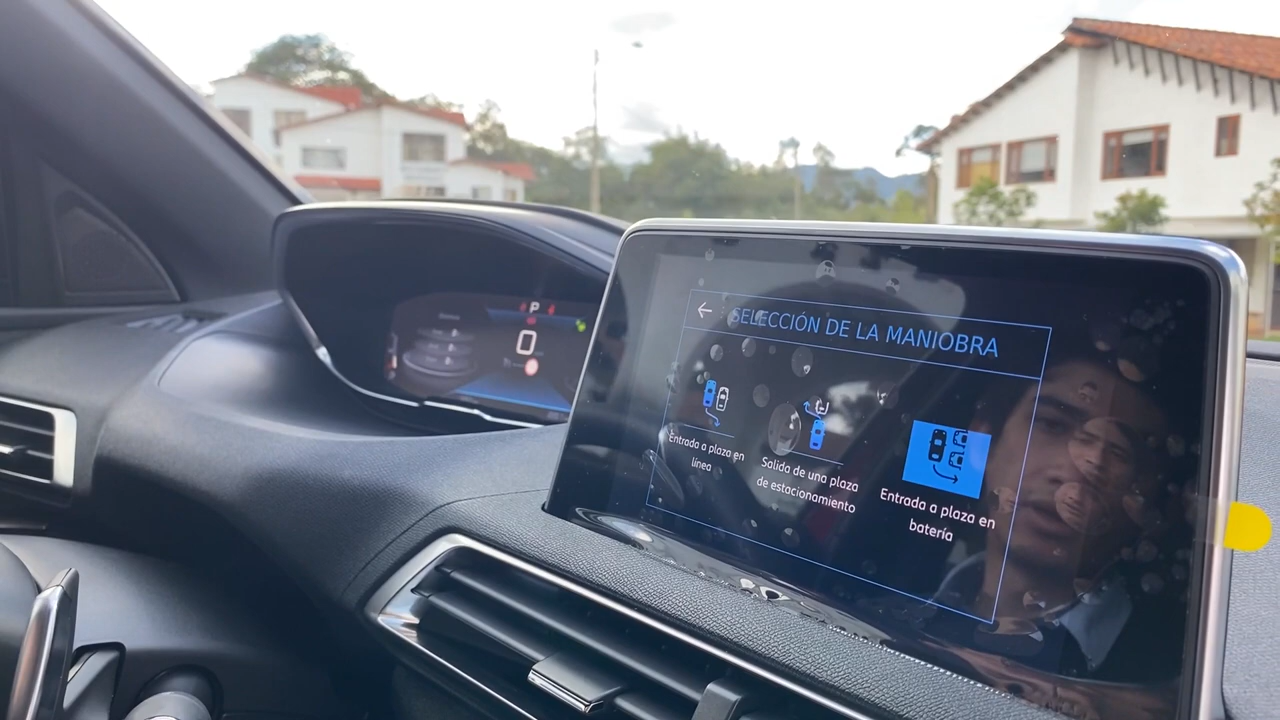 P
0
SELECCIÓN DE LA MANIOBRA
Entrada a plaza en
línea
Salida de una plaza
de estacionamiento
Entrada a plaza en
batería